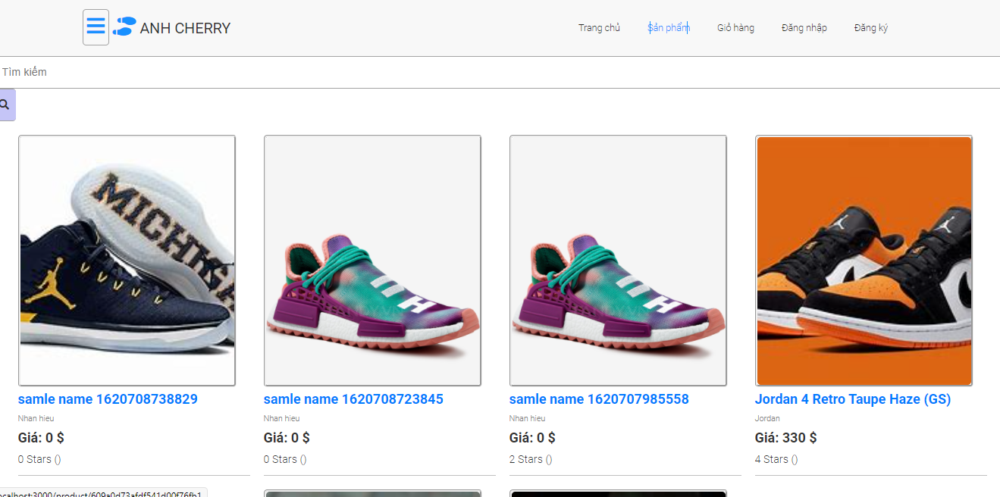 ANH CHERRY
Trang chủ Sản phẩm Giỏ hàng Đăng nhập Đăng ký
Tìm kiếm
MICHIGA
H
H
samle name 1620708738829
samle name 1620708723845
samle name 1620707985558
Jordan 4 Retro Taupe Haze (GS)
Nhan hieu
Nhan hieu
Nhan hieu
Jordan
Giá: 0 $
Giá: 0 $
Giá: 0 $
Giá: 330 $
0 Stars ()
0 Stars ()
2 Stars ()
4 Stars ()
ocalhost:3000/product/609a0d73afdf541d00f76fb1